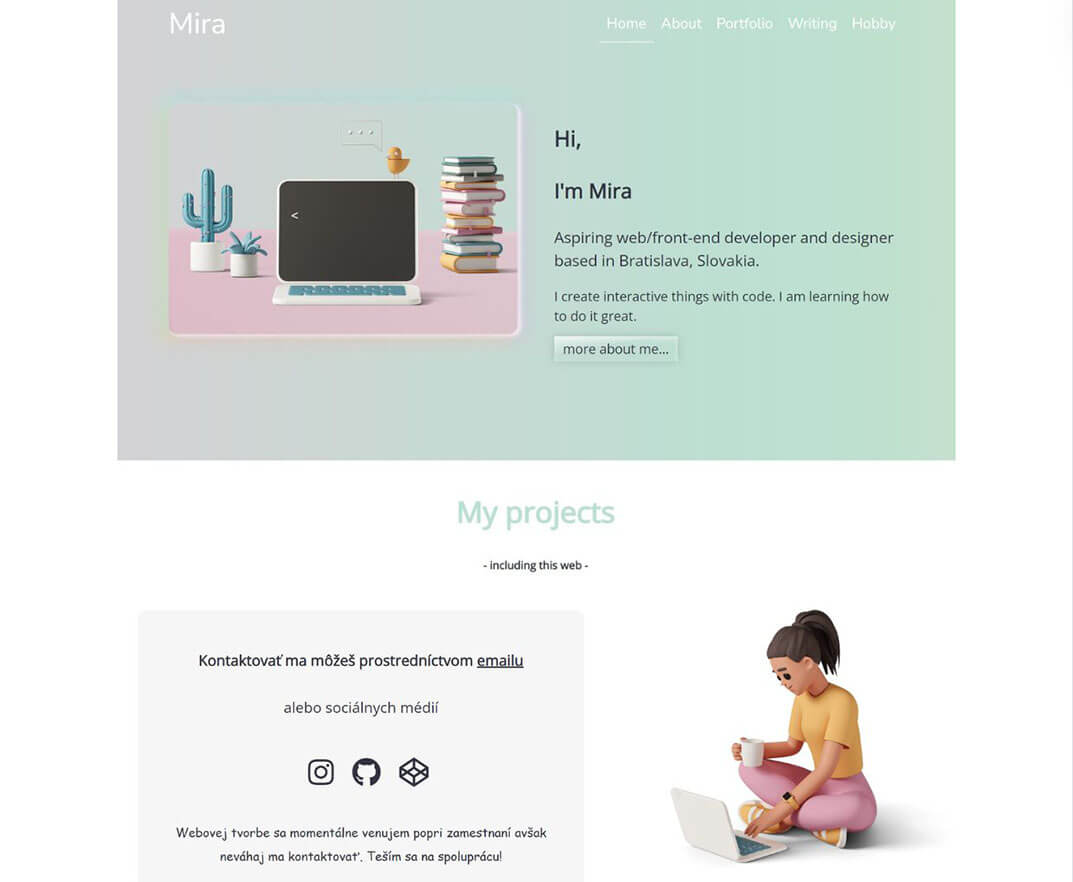 Mira
Home About Portfolio Writing Hobby
<
Hi,
I'm Mira
Aspiring web/front-end developer and designer
based in Bratislava, Slovakia.
I create interactive things with code. I am learning how
to do it great.
more about me...
My projects
- including this web -
Kontaktovať ma môžeš prostredníctvom emailu
alebo sociálnych médií
Webovej tvorbe sa momentálne venujem popri zamestnaní avšak
neváhaj ma kontaktovať. Teším sa na spoluprácu!